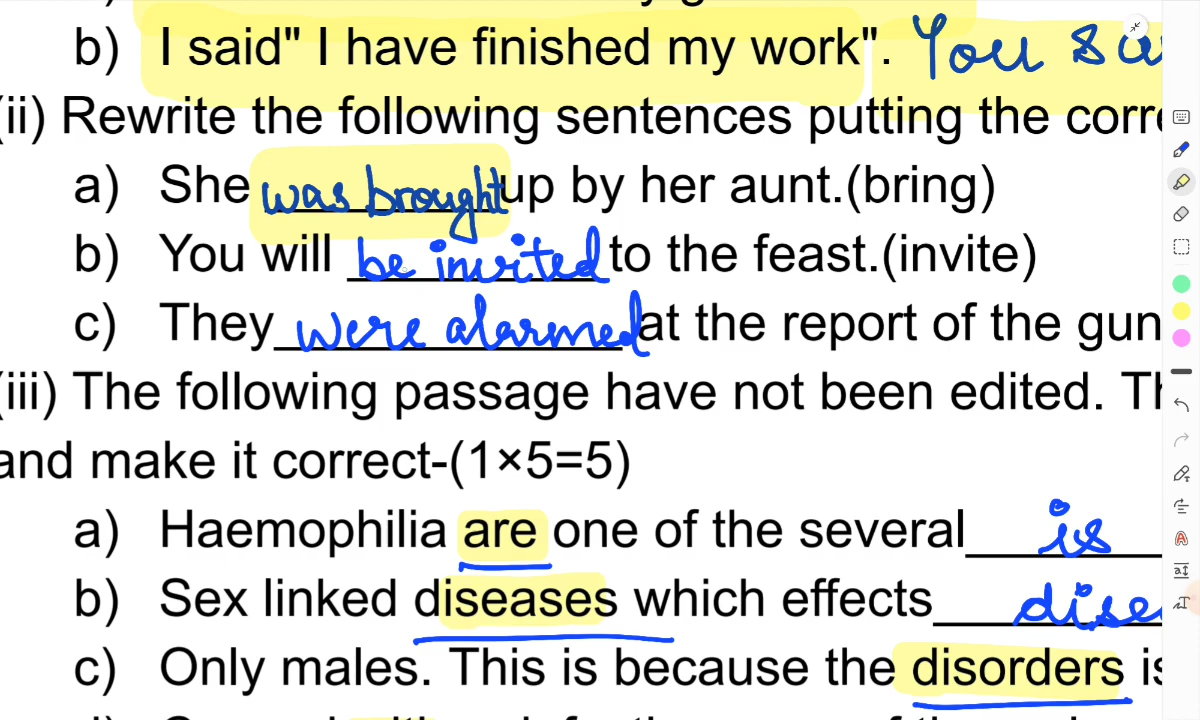 b) I said" I have finished my work". You
(ii) Rewrite the following sentences putting the
a) She was brought up by her aunt.(bring)
b) You will be invited to the feast.(invite)
c) They were alarmed at the report of the gun
(iii) The following passage have not been edited.
and make it correct-(1×5=5)
a) Haemophilia are one of the several is
b) Sex linked diseases which effects
c) Only males. This is because the disorders is